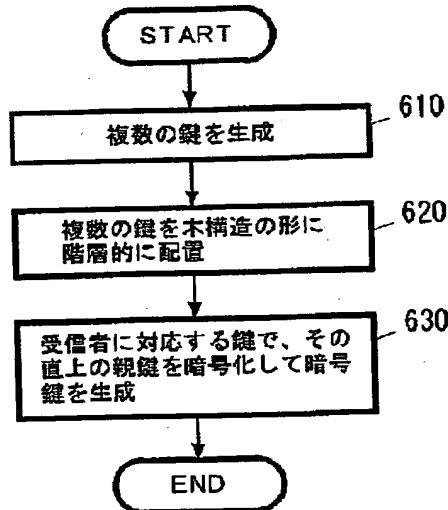 START
複数の鍵を生成
610
複数の鍵を木構造の形に
階層的に配置
620
受信者に対応する鍵で、その
直上の親鍵を暗号化して暗号
鍵を生成
630
END